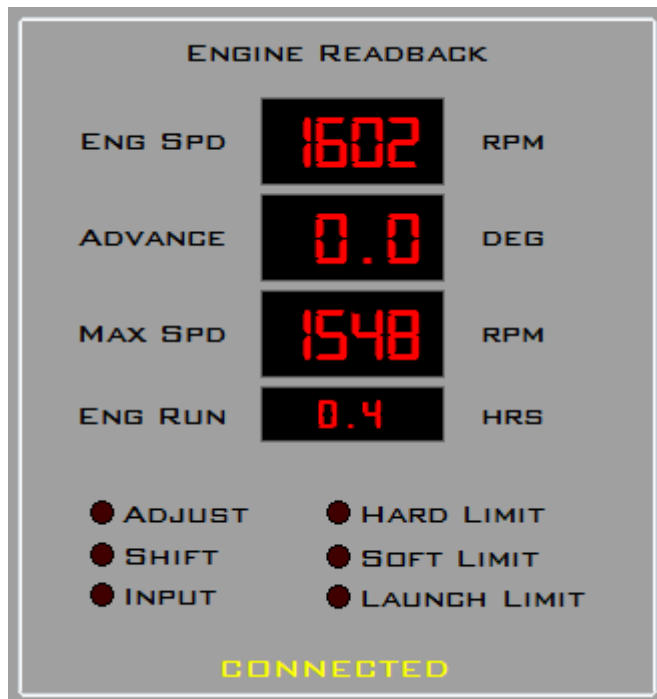 ENGINE READBACK
ENG SPD 1602 RPM
ADVANCE 0.0 DEG
MAX SPD 1548 RPM
ENG RUN 0.4 HRS
ADJUST HARD LIMIT
SHIFT SOFT LIMIT
INPUT LAUNCH LIMIT
CONNECTED